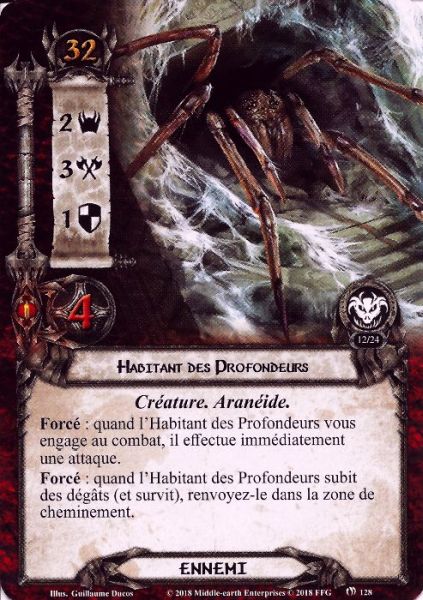 32
2
3
1
4
12/24
Habitant des Profondeurs
Créature. Aranéide.
Forcé : quand l'Habitant des Profondeurs vous
engage au combat, il effectue immédiatement
une attaque.
Forcé : quand l'Habitant des Profondeurs subit
des dégâts (et survit), renvoyez-le dans la zone de
cheminement.
ENNEMI
Illus. Guillaume Ducos © 2018 Middle-earth Enterprises © 2018 FFG 128